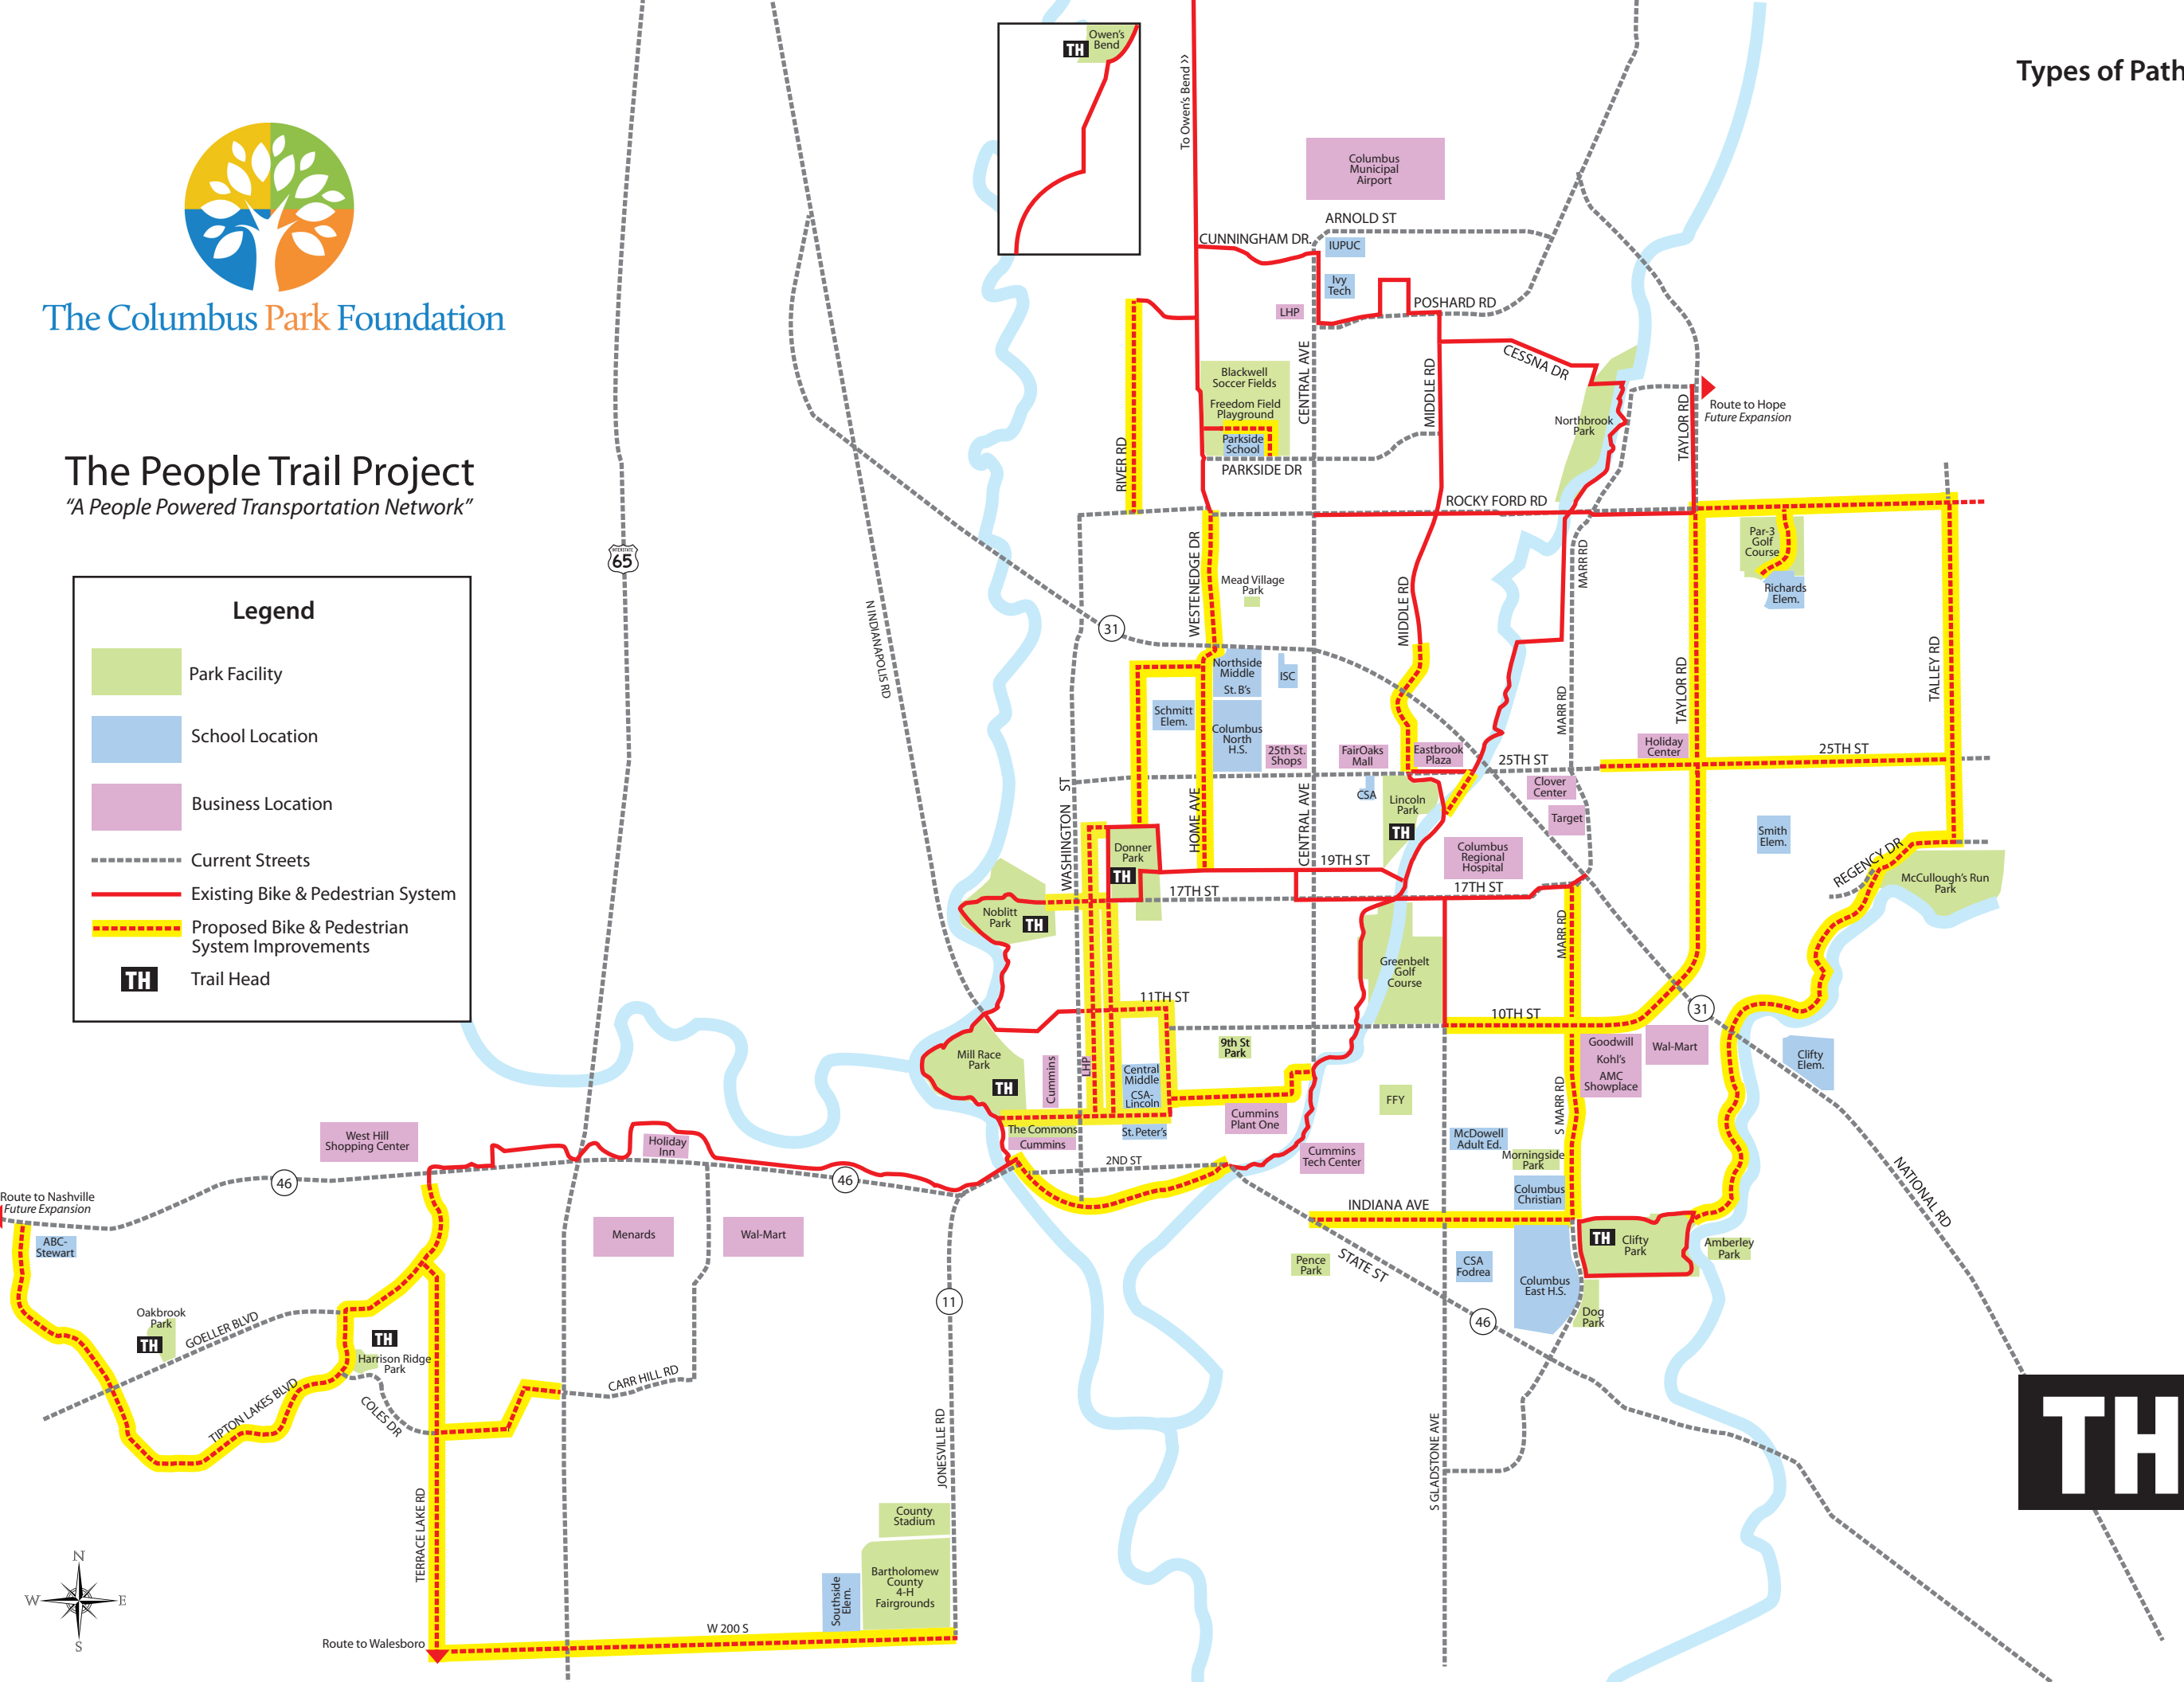 Types of Path
Owen's
Bend
TH
To Owen's Bend >>
Columbus
Municipal
Airport
The Columbus Park Foundation
ARNOLD ST
CUNNINGHAM DR.
IUPUC
Ivy
Tech
LHP
POSHARD RD
CESSNA DR
CENTRAL AVE
MIDDLE RD
Blackwell
Soccer Fields
Freedom Field
Playground
Parkside
School
PARKSIDE DR
Northbrook
Park
TAYLOR RD
Route to Hope
Future Expansion
The People Trail Project
"A People Powered Transportation Network"
RIVER RD
ROCKY FORD RD
INTERSTATE
65
N INDIANAPOLIS RD
WESTENEDGE DR
Mead Village
Park
MIDDLE RD
MARR RD
Par-3
Golf
Course
Richards
Elem.
31
Legend
Park Facility
School Location
Business Location
Current Streets
Existing Bike & Pedestrian System
Proposed Bike & Pedestrian
System Improvements
TH
Trail Head
Northside
Middle
St. B's
ISC
Schmitt
Elem.
Columbus
North
H.S.
25th St.
Shops
FairOaks
Mall
Eastbrook
Plaza
25TH ST
MARR RD
TAYLOR RD
TALLEY RD
Holiday
Center
25TH ST
WASHINGTON ST
HOME AVE
CENTRAL AVE
CSA
Lincoln
Park
TH
Clover
Center
Target
Smith
Elem.
Donner
Park
TH
19TH ST
Columbus
Regional
Hospital
REGENCY DR
McCullough's Run
Park
17TH ST
17TH ST
Noblitt
Park
TH
MARR RD
Greenbelt
Golf
Course
11TH ST
10TH ST
31
Mill Race
Park
TH
Cummins
LHP
9th St
Park
Central
Middle
CSA-
Lincoln
Goodwill
Kohl's
AMC
Showplace
Wal-Mart
Clifty
Elem.
FFY
S MARR RD
The Commons
Cummins
St. Peter's
Cummins
Plant One
West Hill
Shopping Center
Holiday
Inn
2ND ST
Cummins
Tech Center
McDowell
Adult Ed.
Morningside
Park
46
46
Columbus
Christian
NATIONAL RD
Route to Nashville
Future Expansion
INDIANA AVE
ABC-
Stewart
Menards
Wal-Mart
TH
Clifty
Park
Amberley
Park
Pence
Park
STATE ST
CSA
Fodrea
Columbus
East H.S.
11
Dog
Park
46
Oakbrook
Park
TH
GOELLER BLVD
TH
Harrison Ridge
Park
CARR HILL RD
TIPTON LAKES BLVD
COLES DR
TH
JONESVILLE RD
S GLADSTONE AVE
TERRACE LAKE RD
County
Stadium
Bartholomew
County
4-H
Fairgrounds
Southside
Elem.
N
W
E
S
W 200 S
Route to Walesboro